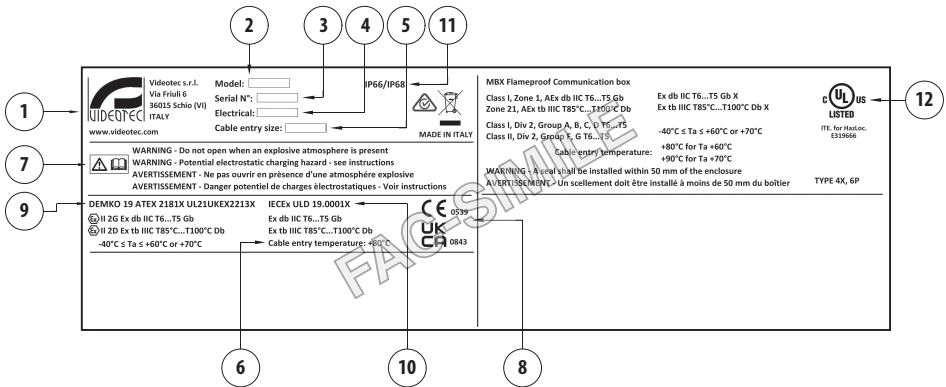 2
3
4
5
11
1
VIDEOTEC
Videotec s.r.l.
Via Friuli 6
36015 Schio (VI)
ITALY
www.videotec.com
Model:
Serial N°:
Electrical:
Cable entry size:
IP66/IP68
MADE IN ITALY
7
WARNING - Do not open when an explosive atmosphere is present
WARNING - Potential electrostatic charging hazard - see instructions
AVERTISSEMENT - Ne pas ouvrir en prèsence d'une atmosphére explosive
AVERTISSEMENT - Danger potentiel de charges èlectrostatiques - Voir instructions
9
DEMKO 19 ATEX 2181X UL21UKEX2213X
IECEx ULD 19.0001X
Ex II 2G Ex db IIC T6...T5 Gb
Ex db IIC T6...T5 Gb
Ex II 2D Ex tb IIIC T85°C...T100°C Db
Ex tb IIIC T85°C...T100°C Db
-40°C ≤ Ta ≤ +60°C or +70°C
Cable entry temperature: +80°C
CE 0539
UK CA 0843
MBX Flameproof Communication box
Class I, Zone 1, AEx db IIC T6...T5 Gb
Ex db IIC T6...T5 Gb X
Zone 21, AEx tb IIIC T85°C...T100°C Db
Ex tb IIIC T85°C...T100°C Db X
Class I, Div 2, Group A, B, C, D T6...T5
Class II, Div 2, Group F, G T6...T5
-40°C ≤ Ta ≤ +60°C or +70°C
Cable entry temperature:
+80°C for Ta +60°C
+90°C for Ta +70°C
WARNING - A seal shall be installed within 50 mm of the enclosure
AVERTISSEMENT - Un scellement doit être installé à moins de 50 mm du boîtier
C UL US
LISTED
ITE. for HazLoc.
E319666
TYPE 4X, 6P
12
FAC-SIMILE
6
10
8